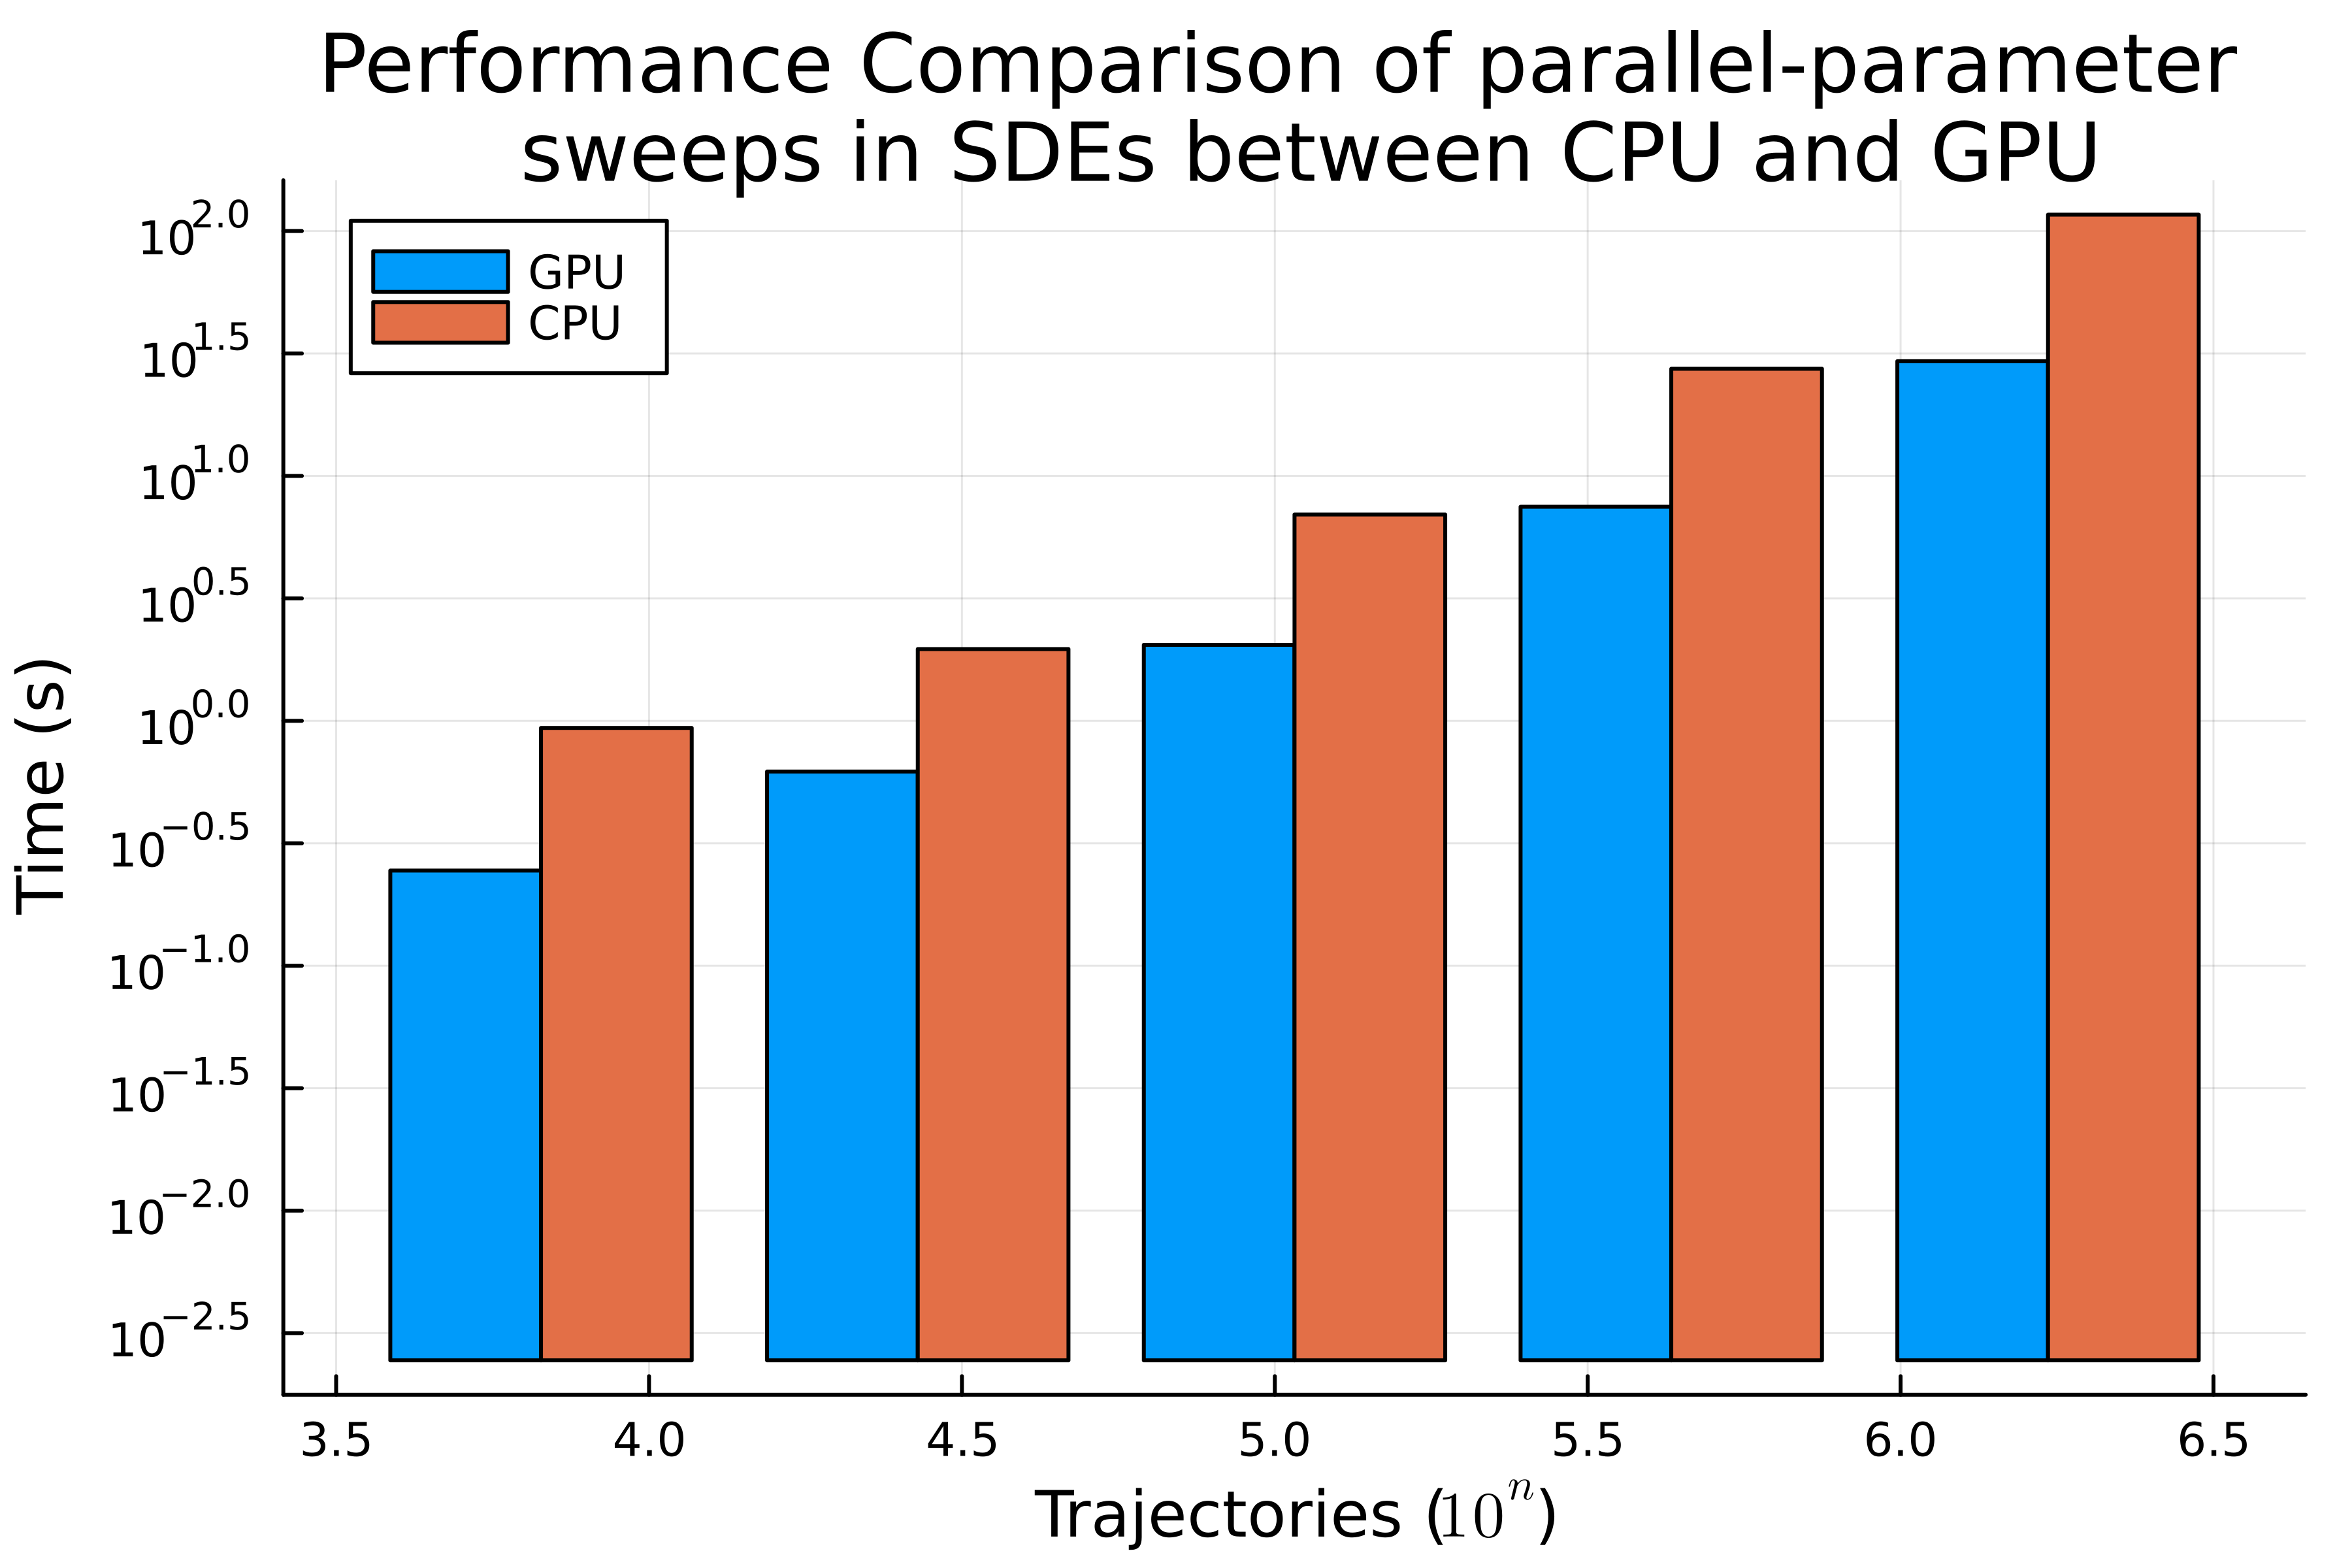 Performance Comparison of parallel-parameter
sweeps in SDEs between CPU and GPU
GPU
CPU
Time (s)
10^2.0
10^1.5
10^1.0
10^0.5
10^0.0
10^−0.5
10^−1.0
10^−1.5
10^−2.0
10^−2.5
3.5 4.0 4.5 5.0 5.5 6.0 6.5
Trajectories (10^n)